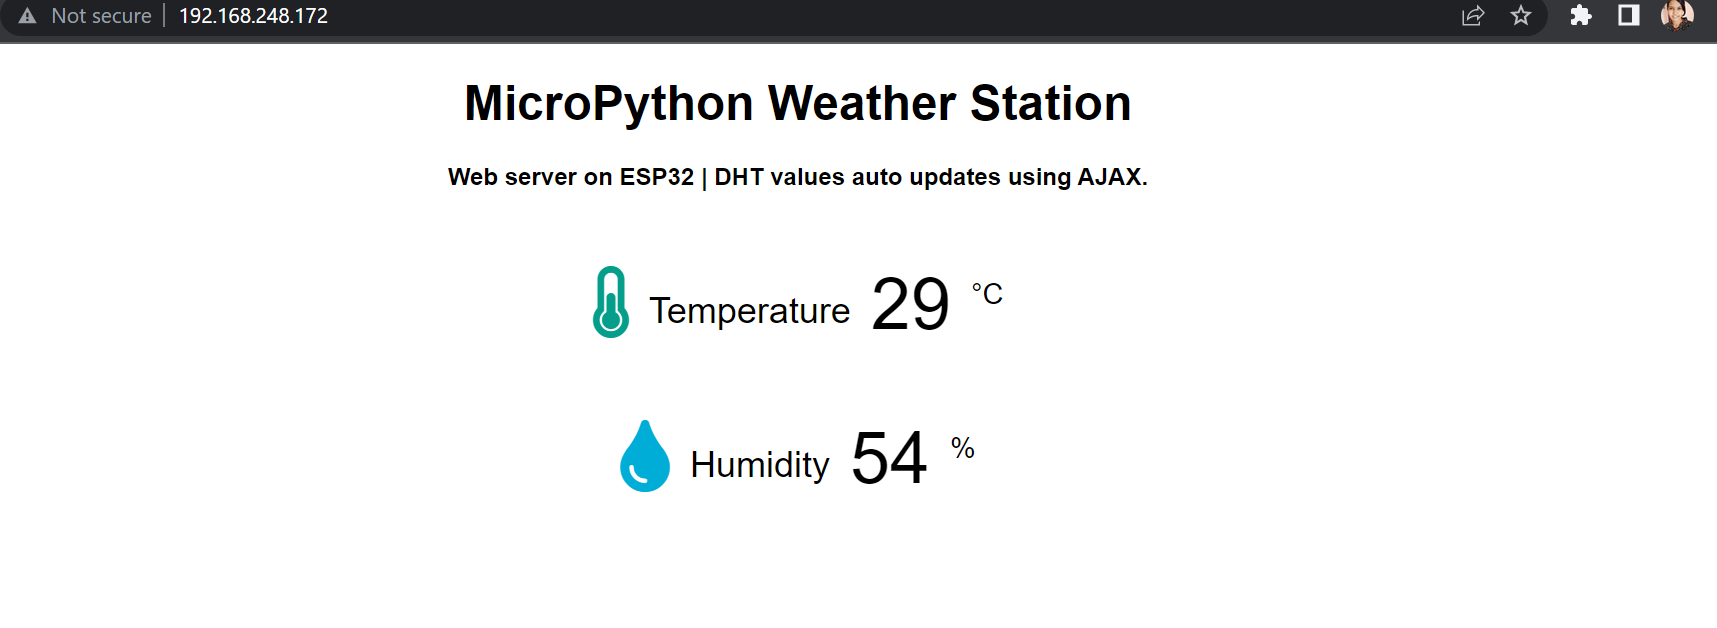 Not secure 192.168.248.172
MicroPython Weather Station
Web server on ESP32 | DHT values auto updates using AJAX.
Temperature 29 °C
Humidity 54 %